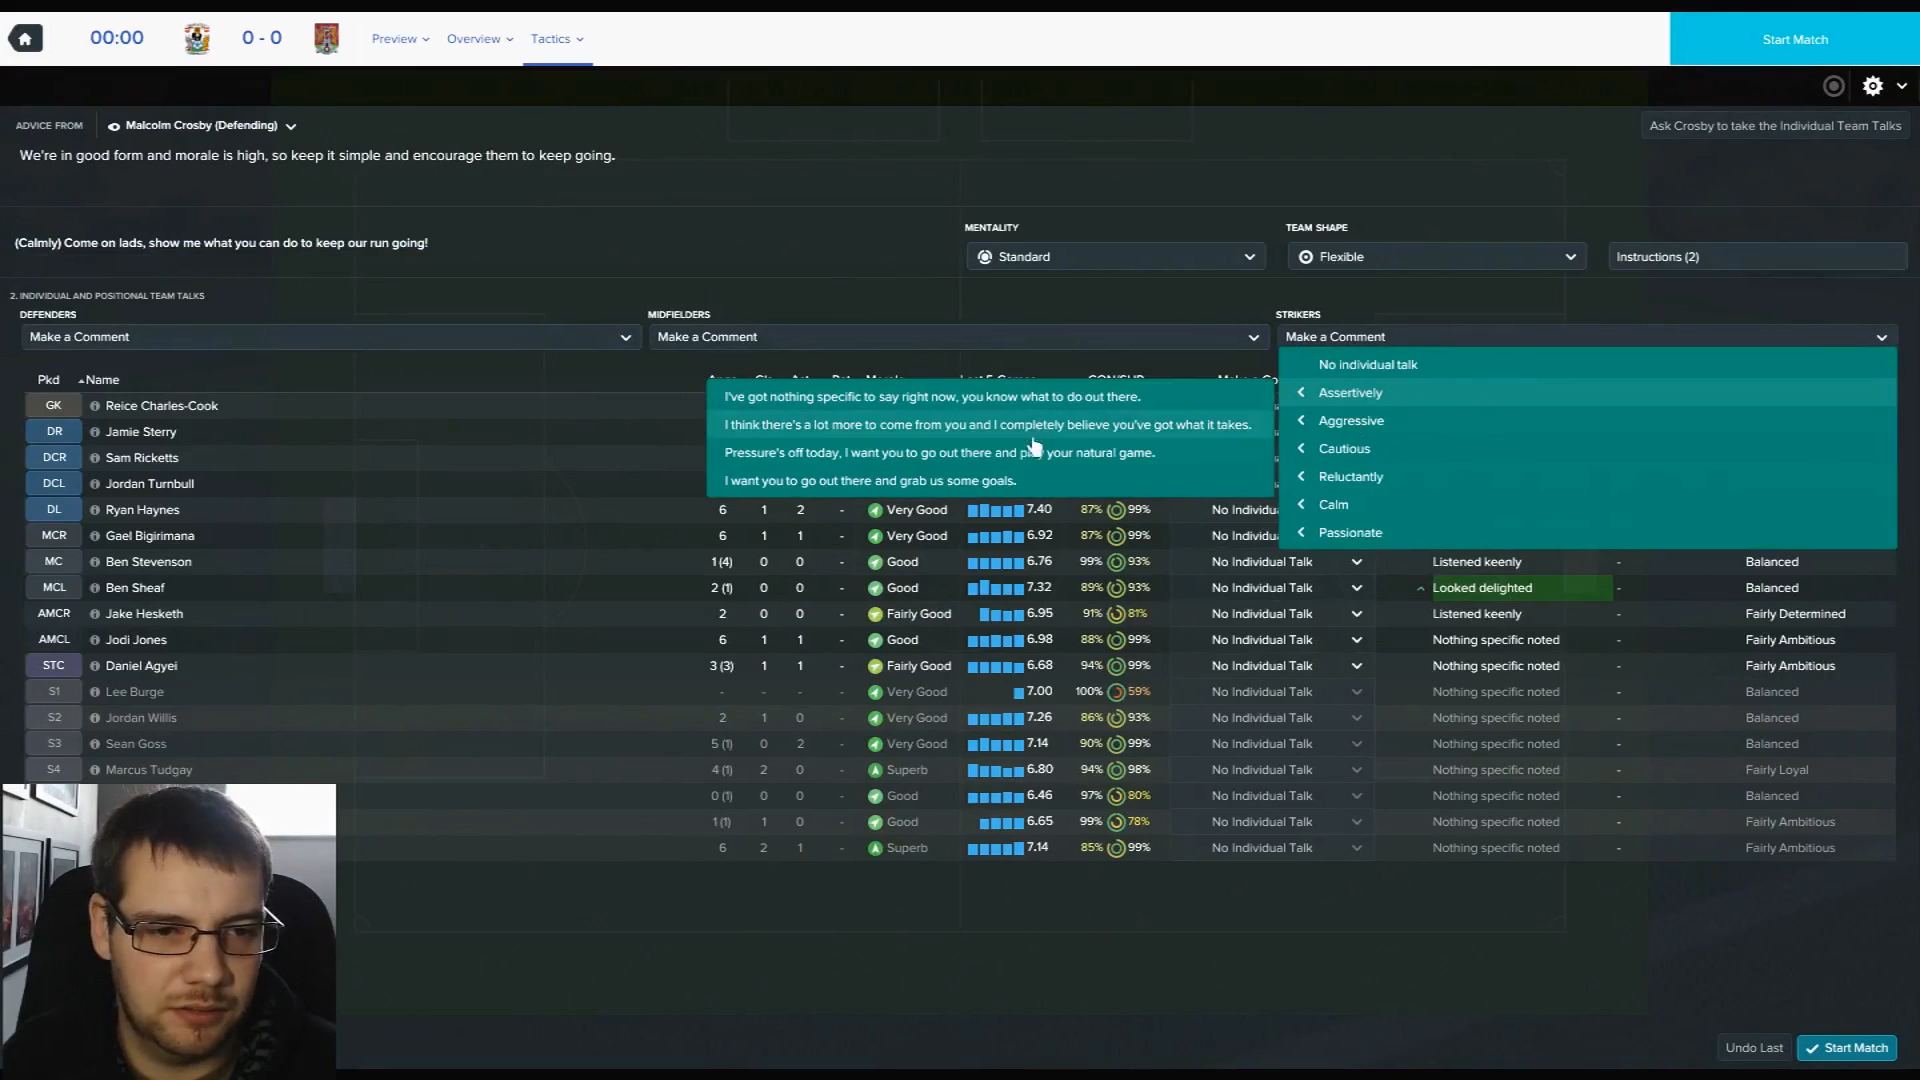 00:00 0 - 0 Preview Overview Tactics Start Match
ADVICE FROM Malcolm Crosby (Defending) Ask Crosby to take the Individual Team Talks
We're in good form and morale is high, so keep it simple and encourage them to keep going.
MENTALITY TEAM SHAPE
(Calmly) Come on lads, show me what you can do to keep our run going! Standard Flexible Instructions (2)
2. INDIVIDUAL AND POSITIONAL TEAM TALKS
DEFENDERS MIDFIELDERS STRIKERS
Make a Comment Make a Comment Make a Comment
No individual talk
Pkd Name
Assertively
I've got nothing specific to say right now, you know what to do out there.
GK Reice Charles-Cook
Aggressive
I think there's a lot more to come from you and I completely believe you've got what it takes.
DR Jamie Sterry
Cautious
Pressure's off today, I want you to go out there and play your natural game.
DCR Sam Ricketts
Reluctantly
I want you to go out there and grab us some goals.
DCL Jordan Turnbull
Calm
DL Ryan Haynes 6 1 2 - Very Good 7.40 87% 99% No Individu
Passionate
MCR Gael Bigirimana 6 1 1 - Very Good 6.92 87% 99% No Individu
MC Ben Stevenson 1 (4) 0 0 - Good 6.76 99% 93% No Individual Talk Listened keenly - Balanced
MCL Ben Sheaf 2 (1) 0 0 - Good 7.32 89% 93% No Individual Talk Looked delighted - Balanced
AMCR Jake Hesketh 2 0 0 - Fairly Good 6.95 91% 81% No Individual Talk Listened keenly - Fairly Determined
AMCL Jodi Jones 6 1 1 - Good 6.98 88% 99% No Individual Talk Nothing specific noted - Fairly Ambitious
STC Daniel Agyei 3 (3) 1 1 - Fairly Good 6.68 94% 99% No Individual Talk Nothing specific noted - Fairly Ambitious
S1 Lee Burge - - - - Very Good 7.00 100% 59% No Individual Talk Nothing specific noted - Balanced
S2 Jordan Willis 2 1 0 - Very Good 7.26 86% 93% No Individual Talk Nothing specific noted - Balanced
S3 Sean Goss 5 (1) 0 2 - Very Good 7.14 90% 99% No Individual Talk Nothing specific noted - Balanced
S4 Marcus Tudgay 4 (1) 2 0 - Superb 6.80 94% 98% No Individual Talk Nothing specific noted - Fairly Loyal
0 (1) 0 0 - Good 6.46 97% 80% No Individual Talk Nothing specific noted - Balanced
1 (1) 1 0 - Good 6.65 99% 78% No Individual Talk Nothing specific noted - Fairly Ambitious
6 2 1 - Superb 7.14 85% 99% No Individual Talk Nothing specific noted - Fairly Ambitious
Undo Last Start Match